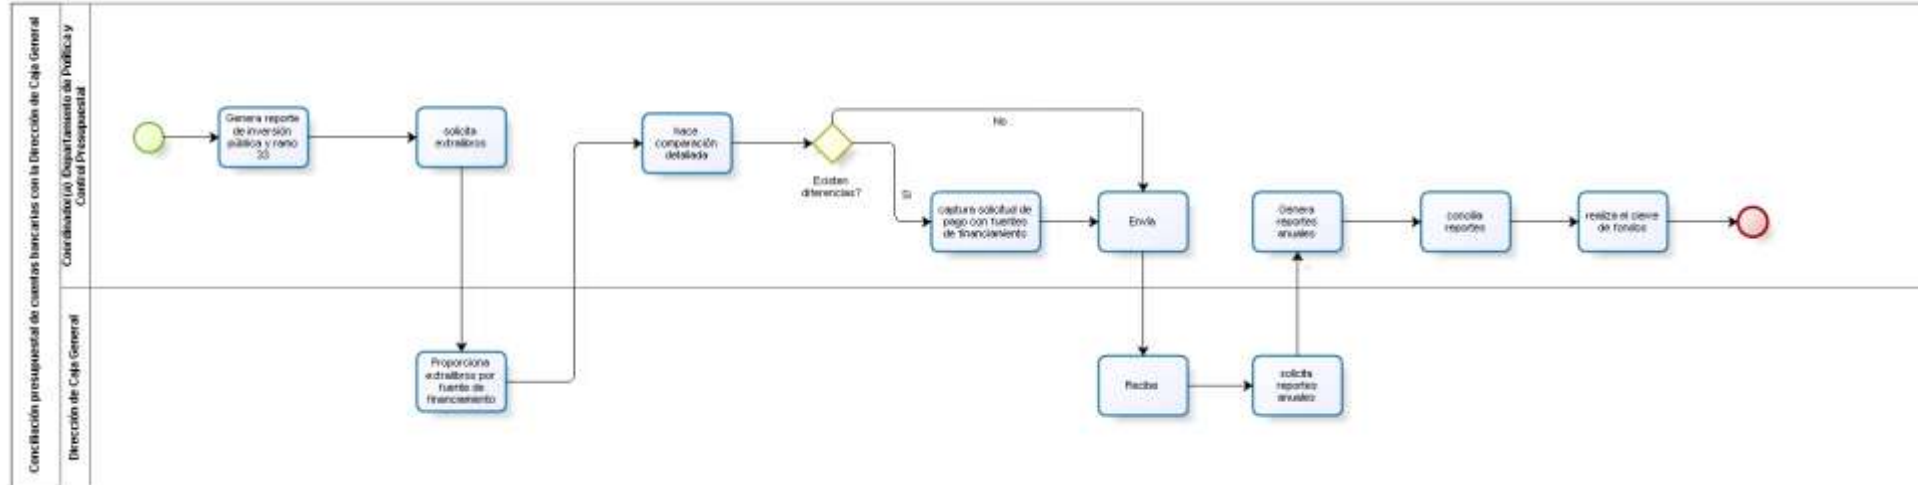 Conciliación presupuestal de cuentas bancarias con la Dirección de Caja General
Coordinador(a) Departamento de Política y
Control Presupuestal
Genera reporte
de inversión
pública y ramo
33
solicita
extralibros
hace
comparación
detallada
Existen
diferencias?
No
Sí
captura solicitud de
pago con fuentes
de financiamiento
Envía
Genera
reportes
anuales
concilia
reportes
realiza el cierre
de fondos
Dirección de Caja General
Proporciona
extralibros por
fuente de
financiamiento
Recibe
solicita
reportes
anuales